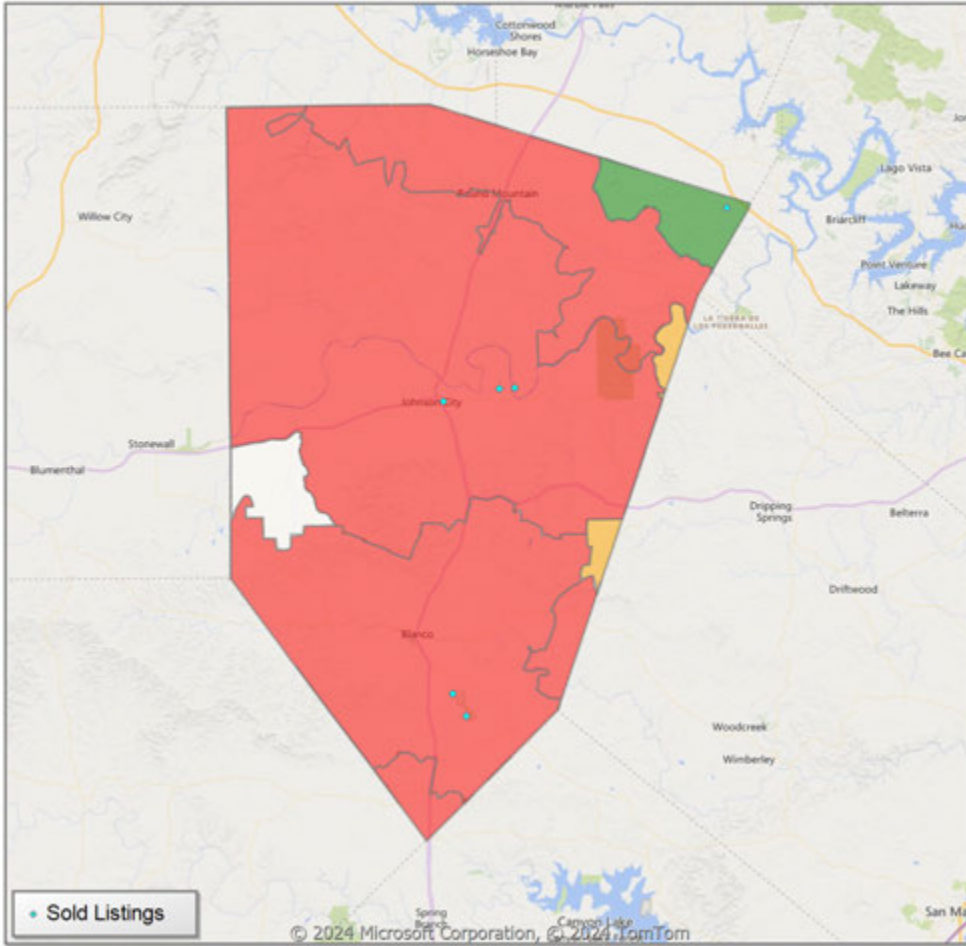 Cottonwood
Shores
Horseshoe Bay
Lago Vista
Willow City
Round Mountain
Briarcliff
Point Venture
Lakeway
The Hills
LA TIERRA DE
LOS PEDERNALES
Johnson City
Stonewall
Blumenthal
Dripping
Springs
Belterra
Driftwood
Blanco
Woodcreek
Wimberley
Sold Listings
Spring
Branch
Canyon Lake
San Ma
© 2024 Microsoft Corporation, © 2024 TomTom